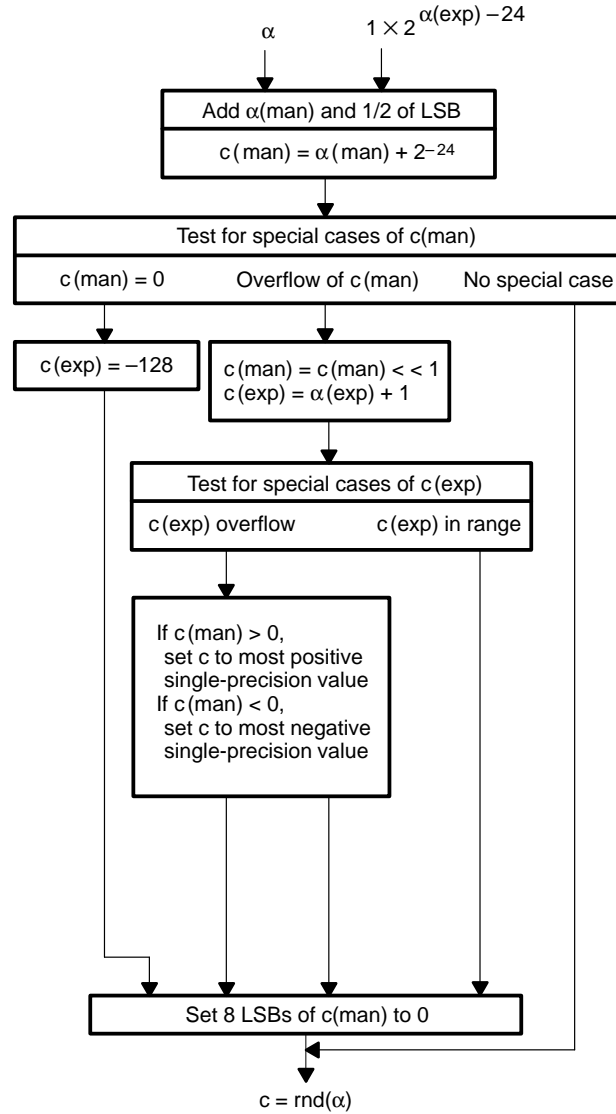 α
1 × 2^α(exp) – 24
Add α(man) and 1/2 of LSB
c(man) = α(man) + 2^–24
Test for special cases of c(man)
c(man) = 0
Overflow of c(man)
No special case
c(exp) = –128
c(man) = c(man) < < 1
c(exp) = α(exp) + 1
Test for special cases of c(exp)
c(exp) overflow
c(exp) in range
If c(man) > 0,
set c to most positive
single-precision value
If c(man) < 0,
set c to most negative
single-precision value
Set 8 LSBs of c(man) to 0
c = rnd(α)